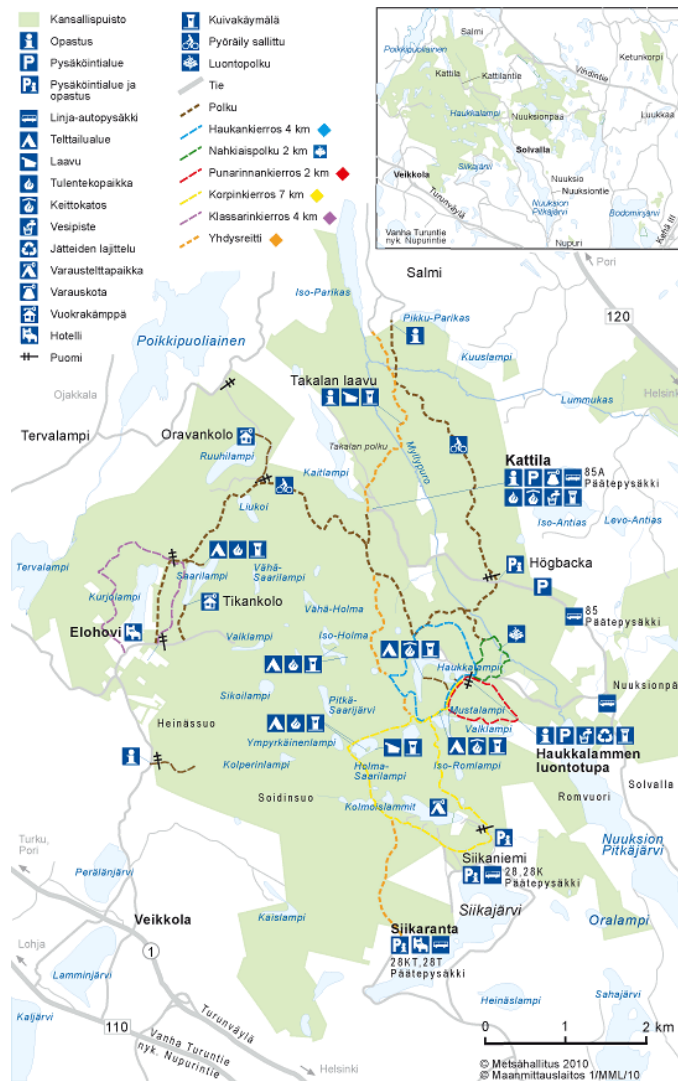 Kansallispuisto
Opastus
Pysäköintialue
Pysäköintialue ja
opastus
Linja-autopysäkki
Telttailualue
Laavu
Tulentekopaikka
Keittokatos
Vesipiste
Jätteiden lajittelu
Varaustelttapaikka
Varauskota
Vuokrakämppä
Hotelli
Puomi
Kuivakäymälä
Pyöräily sallittu
Luontopolku
Tie
Polku
Haukankierros 4 km
Nahkiaispolku 2 km
Punarinnankierros 2 km
Korpinkierros 7 km
Klassarinkierros 4 km
Yhdysreitti
Salmi
Poikkipuoliainen
Ketunkorpi
Kattila
Kattilantie
Vihdintie
Haukkalampi
Nuuksionpää
Luukkaa
Solvalla
Siikajärvi
Veikkola
Nuuksio
Nuuksiontie
Turunväylä
Nuuksion
Pitkäjärvi
Bodominjärvi
Vanha Turuntie
nyk. Nupurintie
Nupuri
Kehä III
Pori
120
Salmi
Iso-Parikas
Pikku-Parikas
Poikkipuoliainen
Kuuslampi
Helsinki
Ojakkala
Takalan laavu
Lummukas
Tervalampi
Oravankolo
Ruuhilampi
Takalan polku
Myllypuro
Kaitlampi
Kattila
85A
Päätepysäkki
Liukoi
Iso-Antias
Levo-Antias
Tervalampi
Saarilampi
Vähä-
Saarilampi
Högbacka
Kurjolampi
Tikankolo
Vähä-Holma
85
Päätepysäkki
Elohovi
Valklampi
Iso-Holma
Haukkalampi
Nuuksionpää
Sikoilampi
Pitkä-
Saarijärvi
Mustalampi
Valklampi
Heinässuo
Ympyrkäinenlampi
Haukkalammen
luontotupa
Kolperinlampi
Holma-
Saarilampi
Iso-Romlampi
Solvalla
Soidinsuo
Kolmoislammit
Romvuori
Turku,
Pori
Nuuksion
Pitkäjärvi
Siikaniemi
28,28K
Päätepysäkki
Perälänjärvi
Veikkola
Kaislampi
Siikajärvi
Oralampi
Siikaranta
28KT,28T
Päätepysäkki
Lohja
1
Lamminjärvi
Turunväylä
Heinäslampi
Sahajärvi
Kaljärvi
110
Vanha Turuntie
nyk. Nupurintie
Helsinki
0 1 2 km
© Metsähallitus 2010
© Maanmittauslaitos 1/MML/10